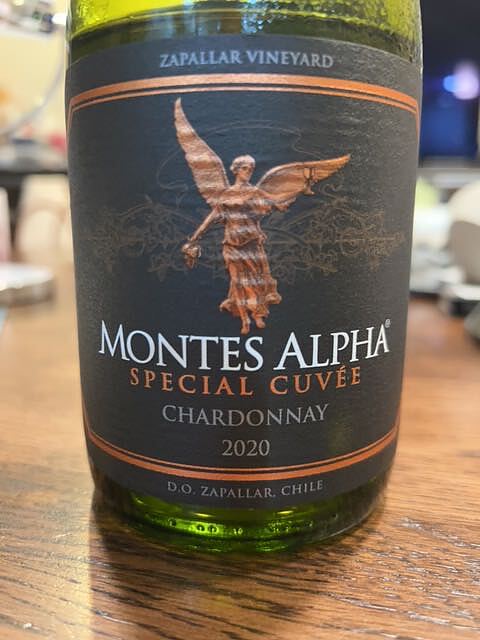 ZAPALLAR VINEYARD
MONTES ALPHA®
SPECIAL CUVÉE
CHARDONNAY
2020
D.O. ZAPALLAR, CHILE